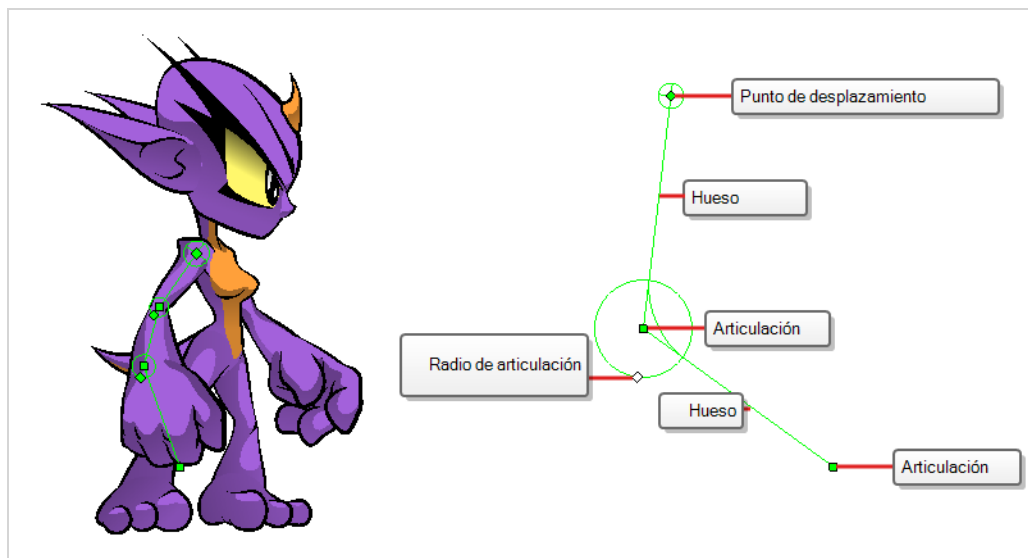 Punto de desplazamiento
Hueso
Articulación
Radio de articulación
Hueso
Articulación